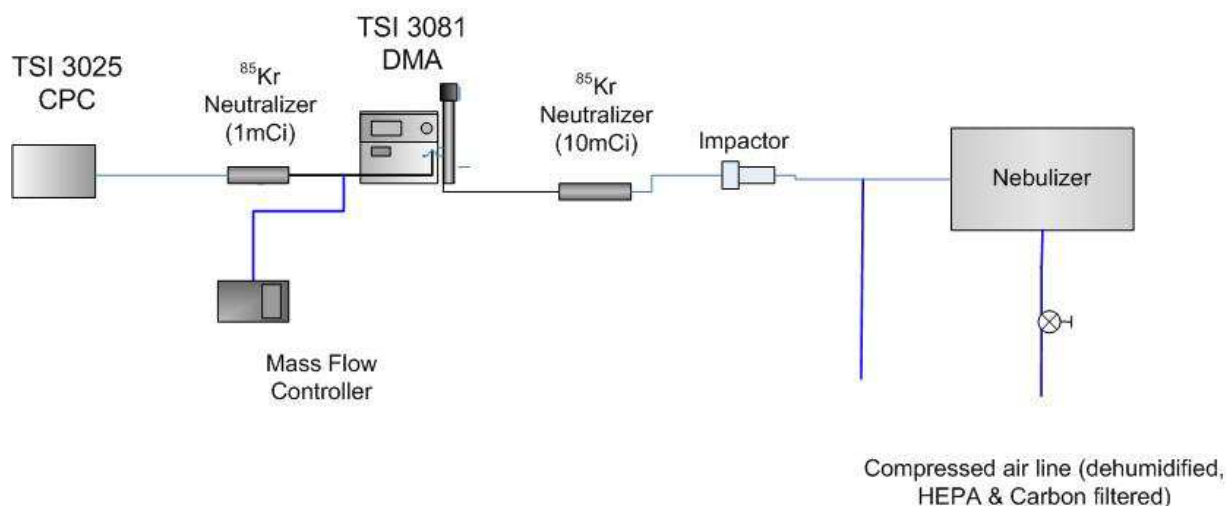 TSI 3025
CPC
⁸⁵Kr
Neutralizer
(1mCi)
TSI 3081
DMA
⁸⁵Kr
Neutralizer
(10mCi)
Impactor
Nebulizer
Mass Flow
Controller
Compressed air line (dehumidified,
HEPA & Carbon filtered)